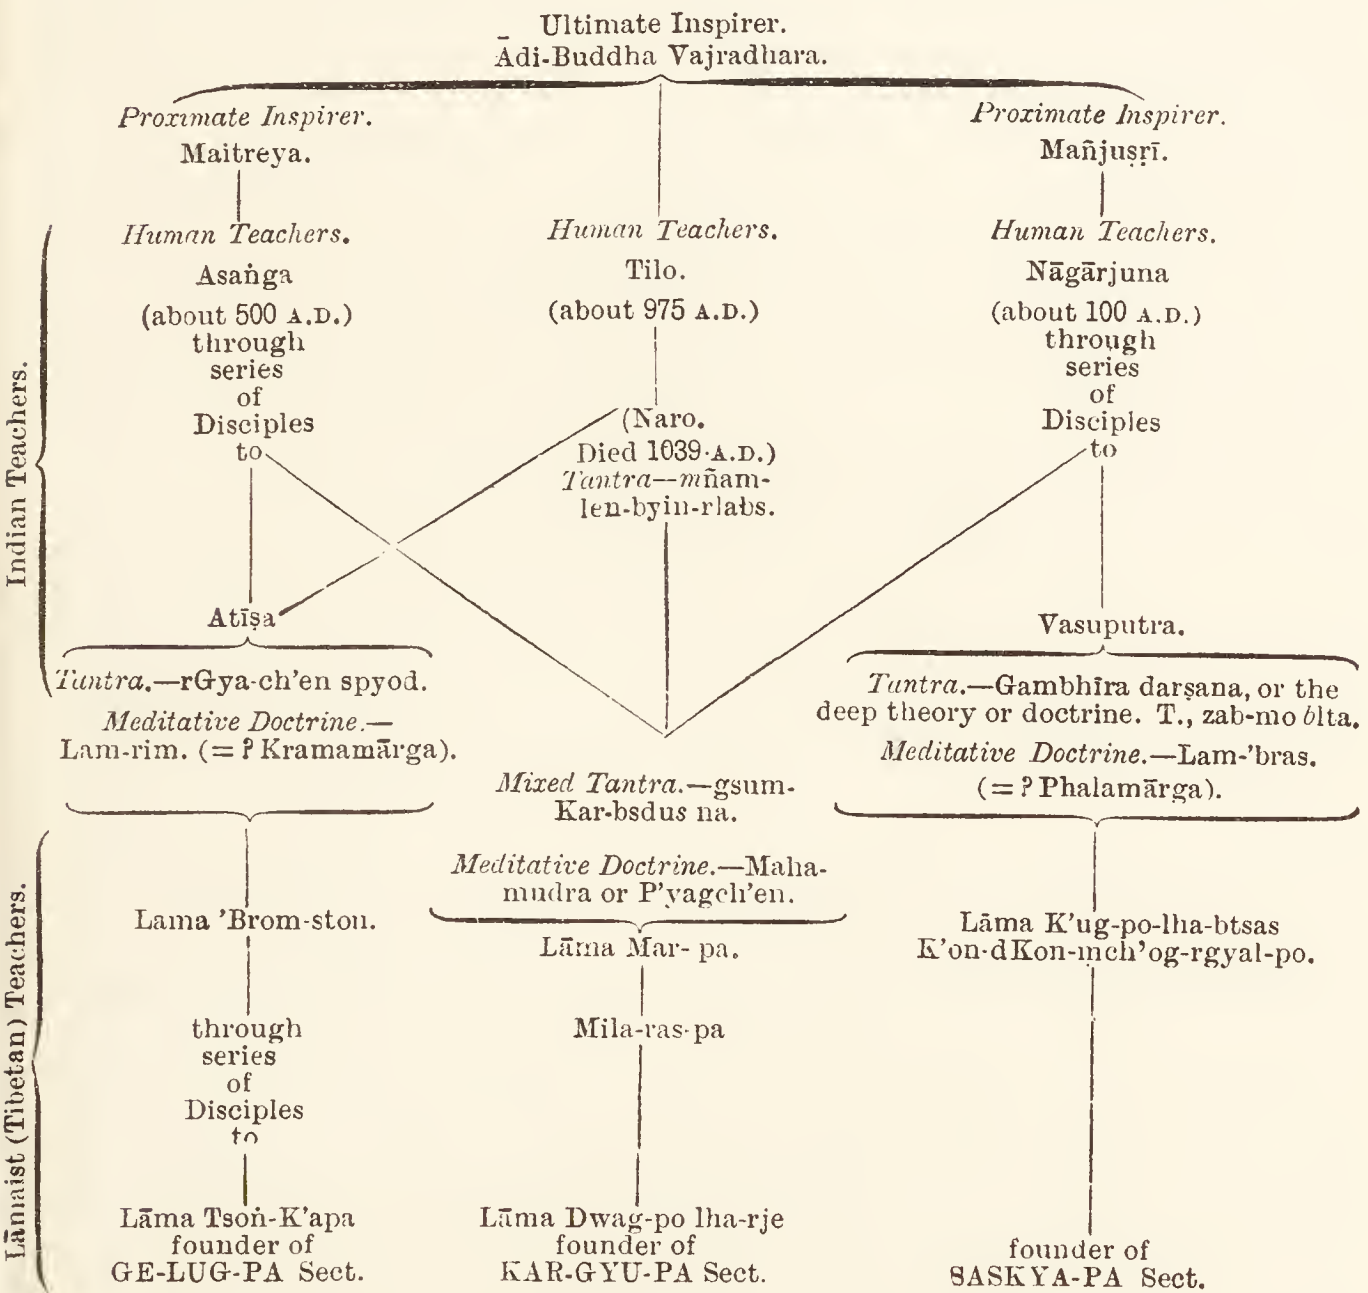 Ultimate Inspirer.
Ādi-Buddha Vajradhara.
Proximate Inspirer.
Maitreya.
Proximate Inspirer.
Mañjuṣrī.
Indian Teachers.
Human Teachers.
Asaṅga
(about 500 A.D.)
through
series
of
Disciples
to
Human Teachers.
Tilo.
(about 975 A.D.)
(Naro.
Died 1039·A.D.)
Tantra—mñam-
len-byin-rlabs.
Human Teachers.
Nāgārjuna
(about 100 A.D.)
through
series
of
Disciples
to
Atīṣa
Tantra.—rGya-ch'en spyod.
Meditative Doctrine.—
Lam-rim. (= ? Kramamārga).
Vasuputra.
Tantra.—Gambhīra darṣana, or the
deep theory or doctrine. T., zab-mo blta.
Meditative Doctrine.—Lam-'bras.
(= ? Phalamārga).
Mixed Tantra.—gsum-
Kar-bsdus na.
Meditative Doctrine.—Maha-
mudra or P'yagch'en.
Lāmaist (Tibetan) Teachers.
Lama 'Brom-ston.
through
series
of
Disciples
to
Lāma Tsoṅ-K'apa
founder of
GE-LUG-PA Sect.
Lāma Mar- pa.
Mila-ras-pa
Lāma Dwag-po lha-rje
founder of
KAR-GYU-PA Sect.
Lāma K'ug-po-lha-btsas
K'on-dKon-mch'og-rgyal-po.
founder of
SASKYA-PA Sect.